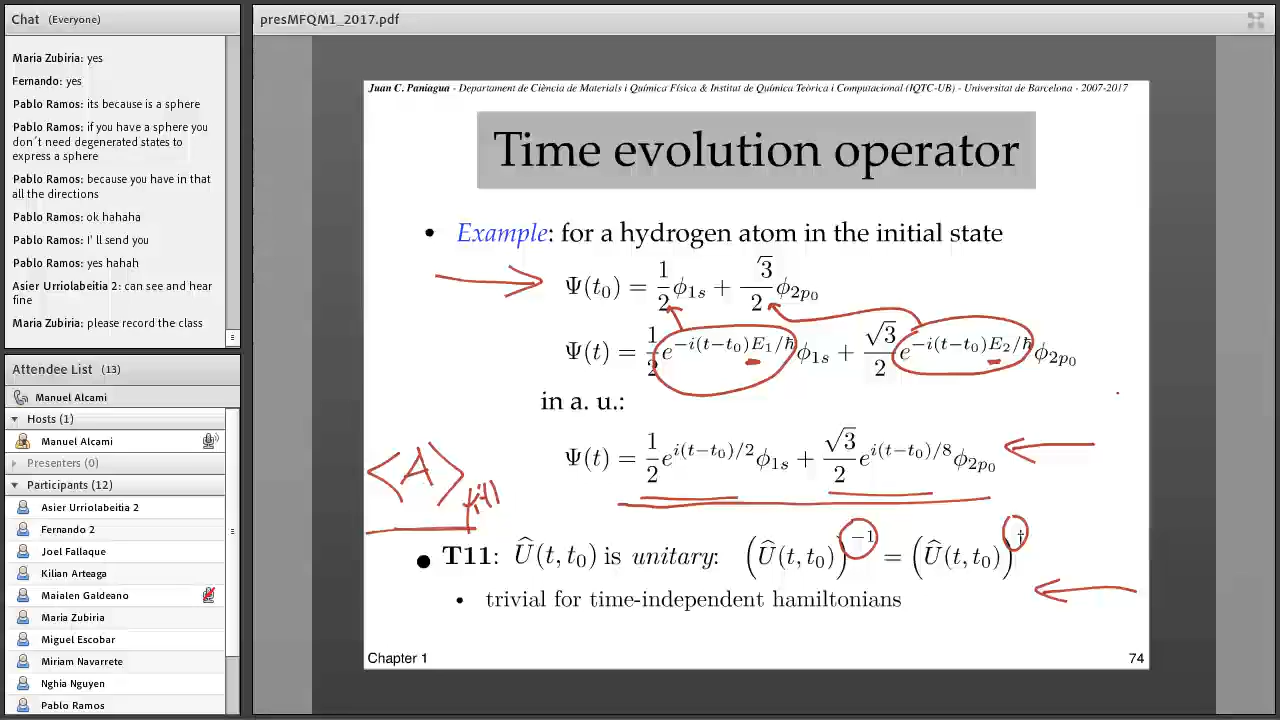 Chat (Everyone)
Maria Zubiria: yes
Fernando: yes
Pablo Ramos: its because is a sphere
Pablo Ramos: if you have a sphere you
don´t need degenerated states to
express a sphere
Pablo Ramos: because you have in that
all the directions
Pablo Ramos: ok hahaha
Pablo Ramos: I' ll send you
Pablo Ramos: yes hahah
Asier Urriolabeitia 2: can see and hear
fine
Maria Zubiria: please record the class
Attendee List (13)
Manuel Alcami
Hosts (1)
Manuel Alcami
Presenters (0)
Participants (12)
Asier Urriolabeitia 2
Fernando 2
Joel Fallaque
Kilian Arteaga
Maialen Galdeano
Maria Zubiria
Miguel Escobar
Miriam Navarrete
Nghia Nguyen
Pablo Ramos
presMFQM1_2017.pdf
Juan C. Paniagua - Departament de Ciència de Materials i Química Física & Institut de Química Teòrica i Computacional (IQTC-UB) - Universitat de Barcelona - 2007-2017
Time evolution operator
• Example: for a hydrogen atom in the initial state
Ψ(t₀) = 1/2 ϕ₁ₛ + √3/2 ϕ₂ₚ₀
Ψ(t) = 1/2 e^{−i(t−t₀)E₁/ħ} ϕ₁ₛ + √3/2 e^{−i(t−t₀)E₂/ħ} ϕ₂ₚ₀
in a. u.:
Ψ(t) = 1/2 e^{i(t−t₀)/2} ϕ₁ₛ + √3/2 e^{i(t−t₀)/8} ϕ₂ₚ₀
<A>
• T11: Û(t, t₀) is unitary: (Û(t, t₀))^{−1} = (Û(t, t₀))^†
• trivial for time-independent hamiltonians
Chapter 1
74